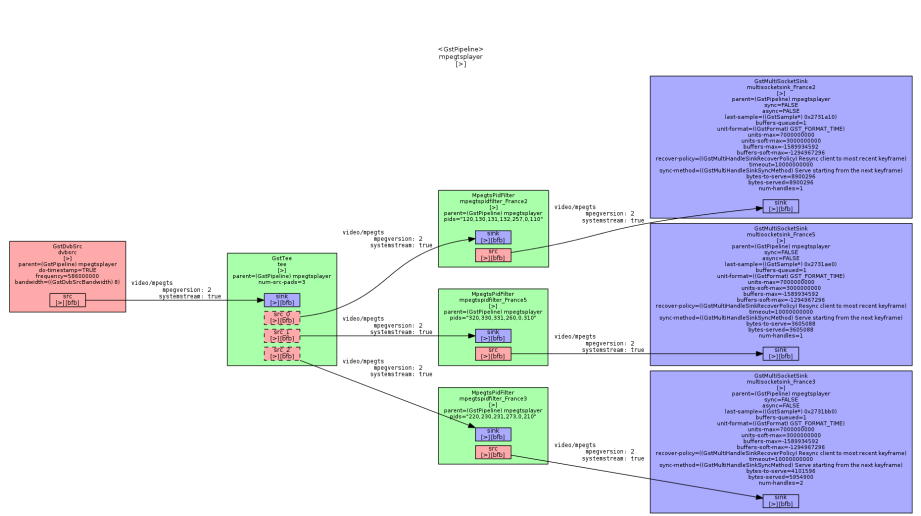 <GstPipeline>
mpegtsplayer
[>]
GstDvbSrc
dvbsrc
[>]
parent=(GstPipeline) mpegtsplayer
do-timestamp=TRUE
frequency=586000000
bandwidth=((GstDvbSrcBandwidth) 8)
src
[>][bfb]
video/mpegts
mpegversion: 2
systemstream: true
GstTee
tee
[>]
parent=(GstPipeline) mpegtsplayer
num-src-pads=3
sink
[>][bfb]
src_0
[>][bfb]
src_1
[>][bfb]
src_2
[>][bfb]
video/mpegts
mpegversion: 2
systemstream: true
video/mpegts
mpegversion: 2
systemstream: true
video/mpegts
mpegversion: 2
systemstream: true
MpegtsPidFilter
mpegtspidfilter_France2
[>]
parent=(GstPipeline) mpegtsplayer
pids="120,130,131,132,257,0,110"
sink
[>][bfb]
src
[>][bfb]
video/mpegts
mpegversion: 2
systemstream: true
MpegtsPidFilter
mpegtspidfilter_France5
[>]
parent=(GstPipeline) mpegtsplayer
pids="320,330,331,260,0,310"
sink
[>][bfb]
src
[>][bfb]
video/mpegts
mpegversion: 2
systemstream: true
MpegtsPidFilter
mpegtspidfilter_France3
[>]
parent=(GstPipeline) mpegtsplayer
pids="220,230,231,273,0,210"
sink
[>][bfb]
src
[>][bfb]
video/mpegts
mpegversion: 2
systemstream: true
GstMultiSocketSink
multisocketsink_France2
[>]
parent=(GstPipeline) mpegtsplayer
sync=FALSE
async=FALSE
last-sample=((GstSample*) 0x2731a10)
buffers-queued=1
unit-format=((GstFormat) GST_FORMAT_TIME)
units-max=7000000000
units-soft-max=3000000000
buffers-max=-1589934592
buffers-soft-max=-1294967296
recover-policy=((GstMultiHandleSinkRecoverPolicy) Resync client to most recent keyframe)
timeout=10000000000
sync-method=((GstMultiHandleSinkSyncMethod) Serve starting from the next keyframe)
bytes-to-serve=8900296
bytes-served=8900296
num-handles=1
sink
[>][bfb]
GstMultiSocketSink
multisocketsink_France5
[>]
parent=(GstPipeline) mpegtsplayer
sync=FALSE
async=FALSE
last-sample=((GstSample*) 0x2731ae0)
buffers-queued=1
unit-format=((GstFormat) GST_FORMAT_TIME)
units-max=7000000000
units-soft-max=3000000000
buffers-max=-1589934592
buffers-soft-max=-1294967296
recover-policy=((GstMultiHandleSinkRecoverPolicy) Resync client to most recent keyframe)
timeout=10000000000
sync-method=((GstMultiHandleSinkSyncMethod) Serve starting from the next keyframe)
bytes-to-serve=3605088
bytes-served=3605088
num-handles=1
sink
[>][bfb]
GstMultiSocketSink
multisocketsink_France3
[>]
parent=(GstPipeline) mpegtsplayer
sync=FALSE
async=FALSE
last-sample=((GstSample*) 0x2731bb0)
buffers-queued=1
unit-format=((GstFormat) GST_FORMAT_TIME)
units-max=7000000000
units-soft-max=3000000000
buffers-max=-1589934592
buffers-soft-max=-1294967296
recover-policy=((GstMultiHandleSinkRecoverPolicy) Resync client to most recent keyframe)
timeout=10000000000
sync-method=((GstMultiHandleSinkSyncMethod) Serve starting from the next keyframe)
bytes-to-serve=4101596
bytes-served=5954900
num-handles=2
sink
[>][bfb]